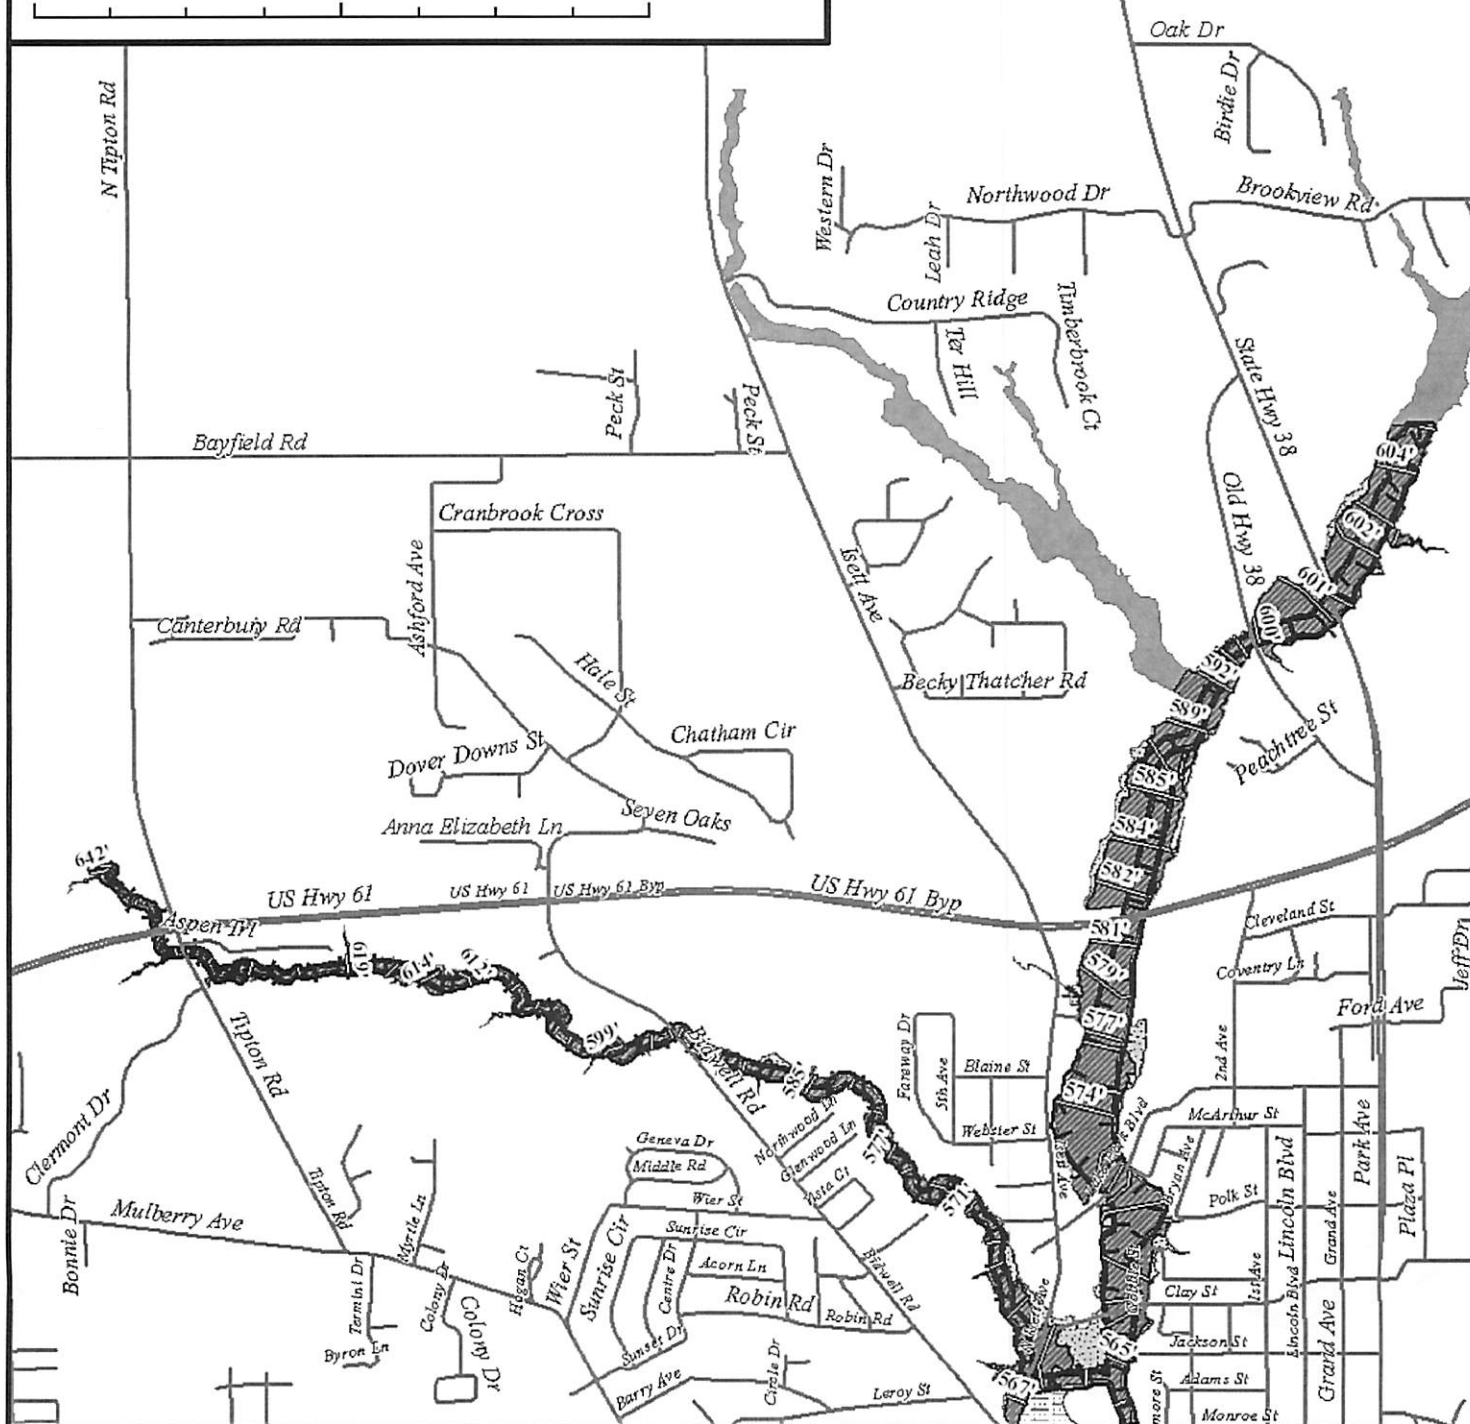 Oak Dr
Birdie Dr
N Tipton Rd
Western Dr
Northwood Dr
Brookview Rd
Leah Dr
Country Ridge
Timberbrook Ct
Ter Hill
State Hwy 38
Peck St
Peck St
Bayfield Rd
604'
Old Hwy 38
Cranbrook Cross
602'
Isett Ave
Ashford Ave
601'
600'
Canterbury Rd
592'
Hale St
Becky Thatcher Rd
589'
Peachtree St
Chatham Cir
Dover Downs St
585'
Seven Oaks
Anna Elizabeth Ln
584'
642'
582'
US Hwy 61
US Hwy 61
US Hwy 61 Byp
US Hwy 61 Byp
Aspen Trl
581'
Cleveland St
619'
614'
612'
579'
Coventry Ln
Jeff Dr
Ford Ave
577'
599'
Tipton Rd
Bidwell Rd
Fareway Dr
5th Ave
Blaine St
2nd Ave
574'
Clermont Dr
Northwood Ln
Glenwood Ln
577'
Webster St
McArthur St
Park Ave
Geneva Dr
Middle Rd
Vista Ct
571'
Bryan Ave
Polk St
Lincoln Blvd
Plaza Pl
Bonnie Dr
Mulberry Ave
Tipton Rd
Myrtle Ln
Wier St
Sunrise Cir
Wier St
Sunrise Cir
Centre Dr
Acorn Ln
Bidwell Rd
Grand Ave
Terminl Dr
Colony Dr
Colony Dr
Hogan Ct
Robin Rd
Robin Rd
Clay St
1st Ave
Lincoln Blvd
Byron Ln
Sunset Dr
565'
Jackson St
Grand Ave
567'
Barry Ave
Circle Dr
Leroy St
Adams St
more St
Monroe St